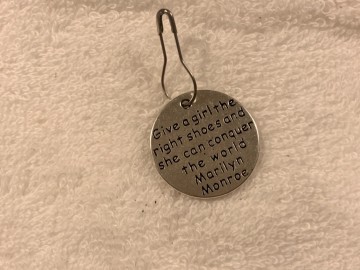 Give a girl the
right shoes and
she can conquer
the world
Marilyn
Monroe